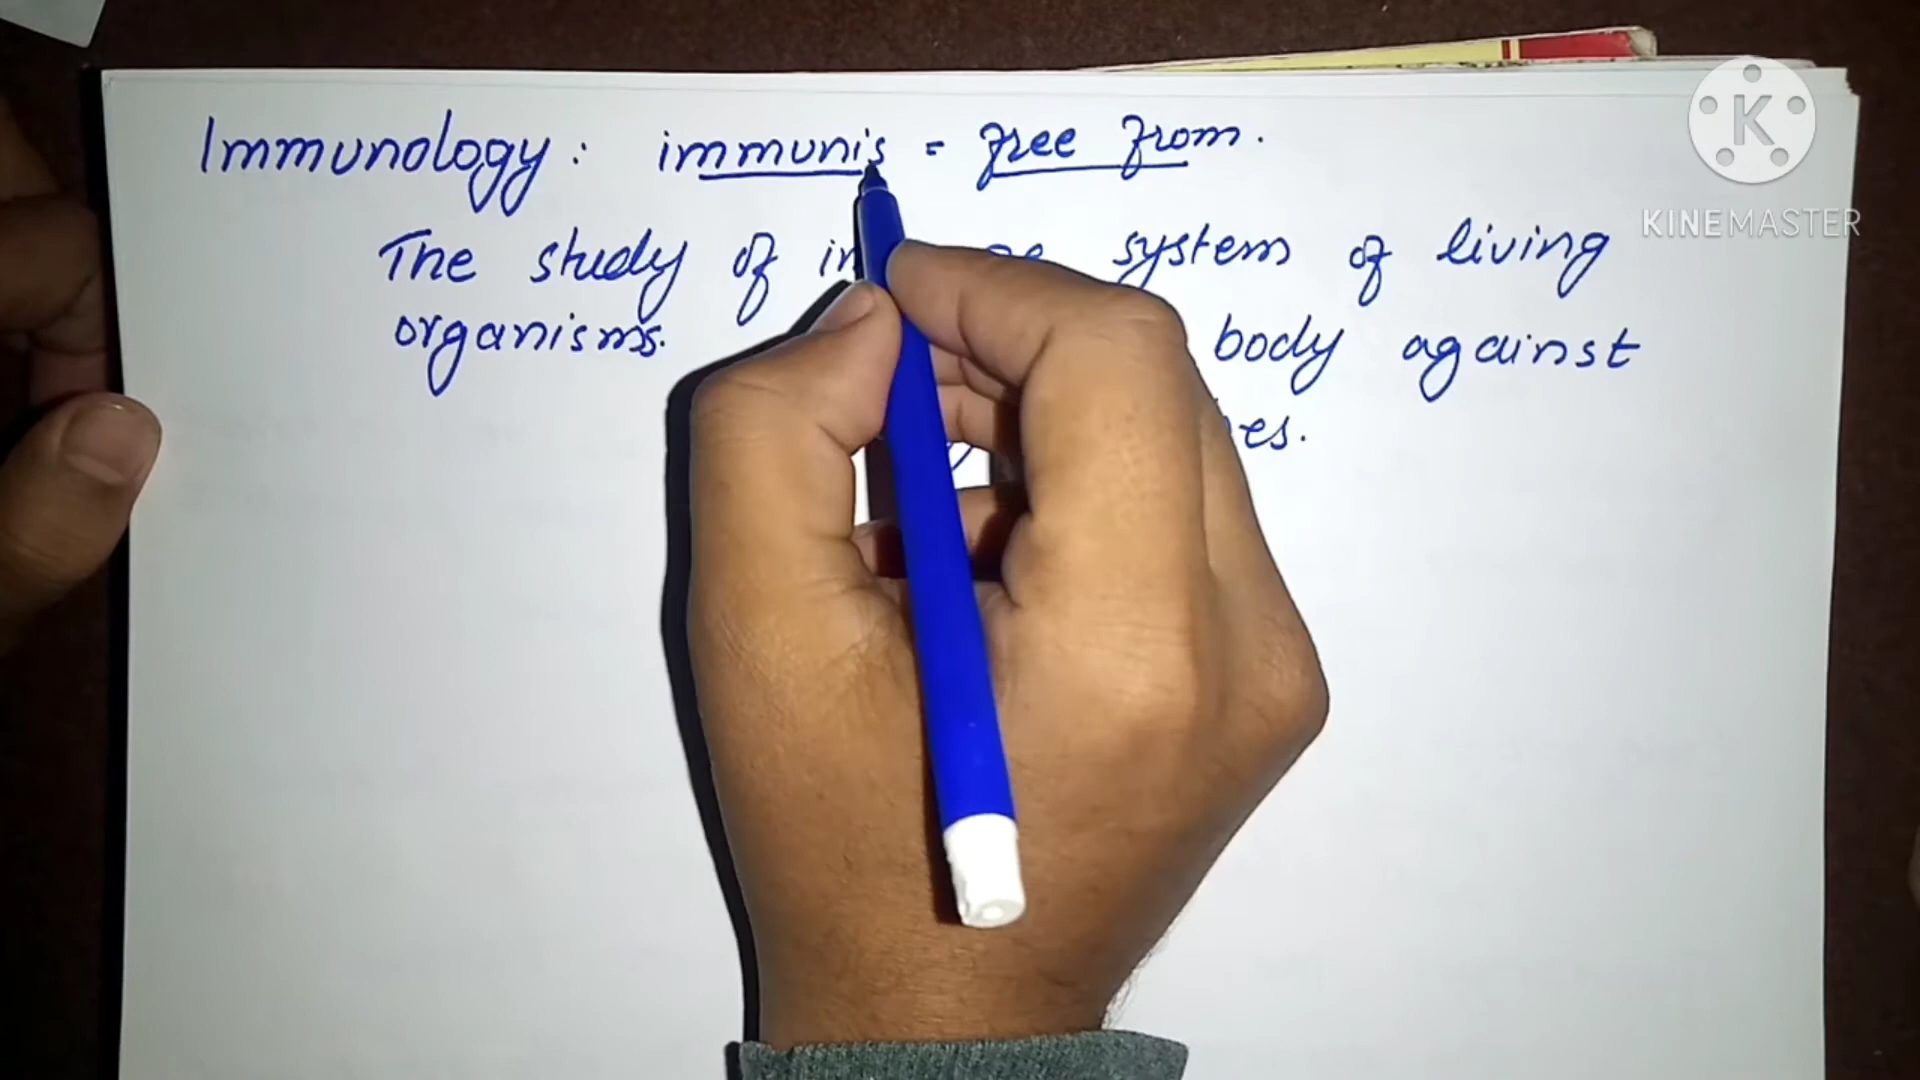 Immunology: immunis = free from.
The study of system of living
organisms. body against
K
KINEMASTER